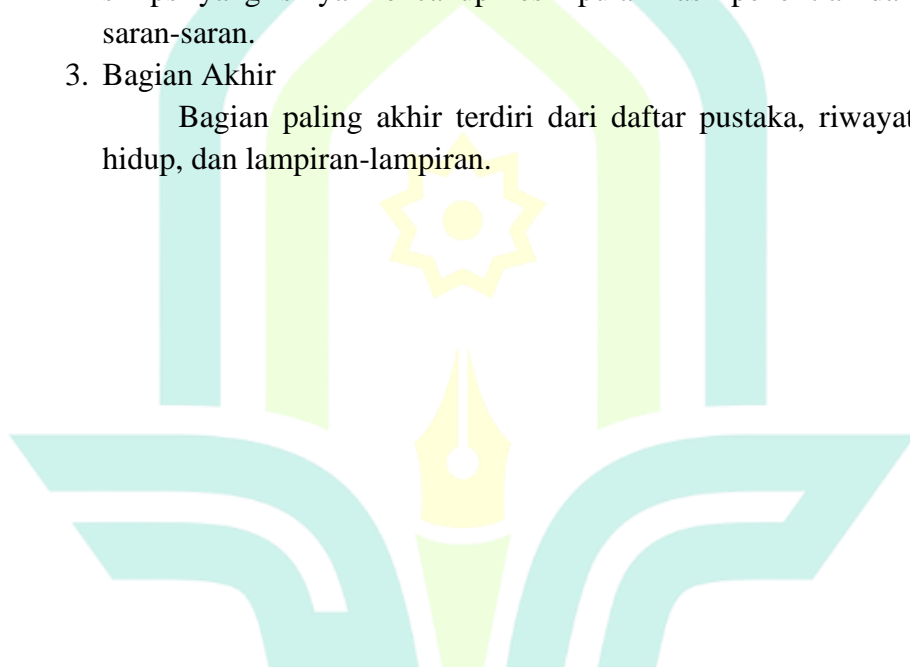 saran-saran.
3. Bagian Akhir
Bagian paling akhir terdiri dari daftar pustaka, riwayat
hidup, dan lampiran-lampiran.